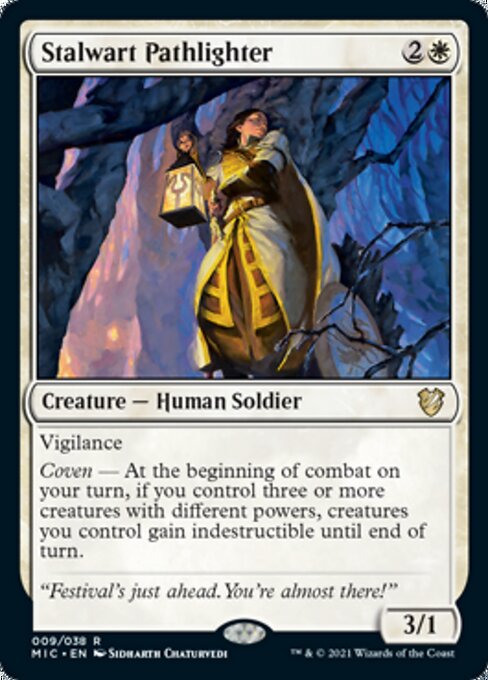 Stalwart Pathlighter 2
Creature — Human Soldier
Vigilance
Coven — At the beginning of combat on
your turn, if you control three or more
creatures with different powers, creatures
you control gain indestructible until end of
turn.
“Festival’s just ahead. You’re almost there!”
3/1
009/038 R
MIC • EN Sidharth Chaturvedi
™ & © 2021 Wizards of the Coast